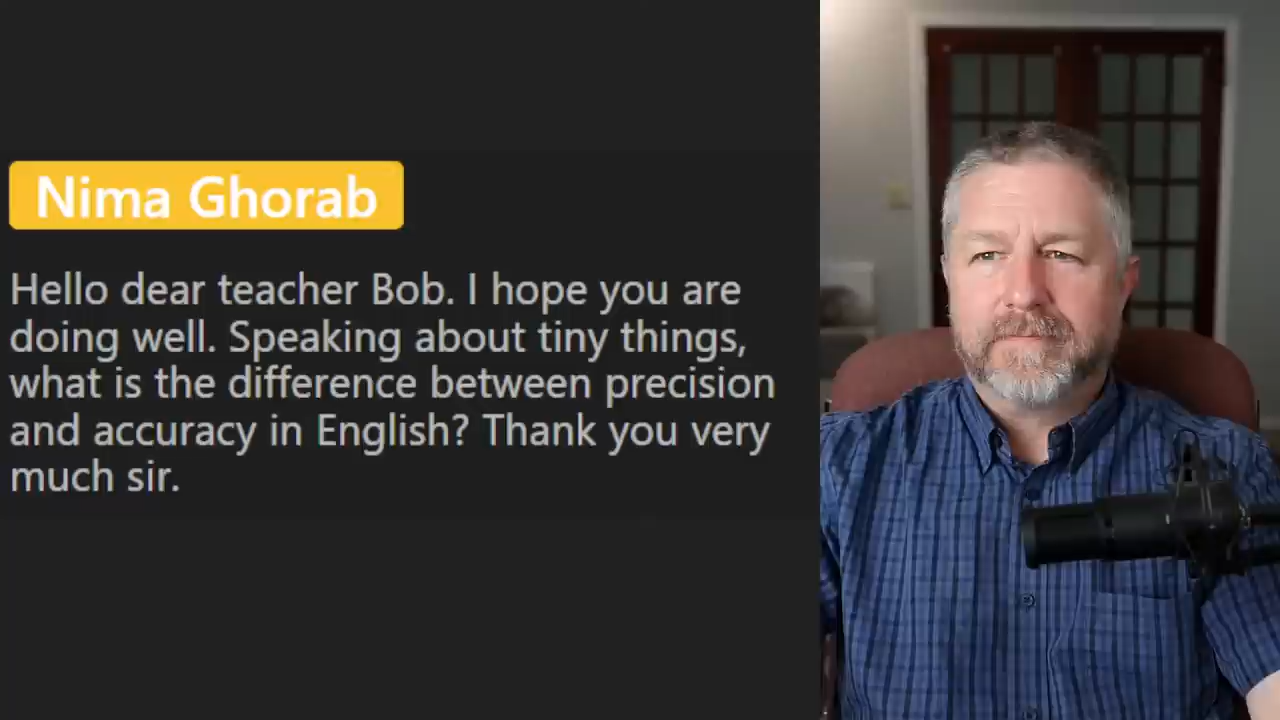 Nima Ghorab
Hello dear teacher Bob. I hope you are
doing well. Speaking about tiny things,
what is the difference between precision
and accuracy in English? Thank you very
much sir.